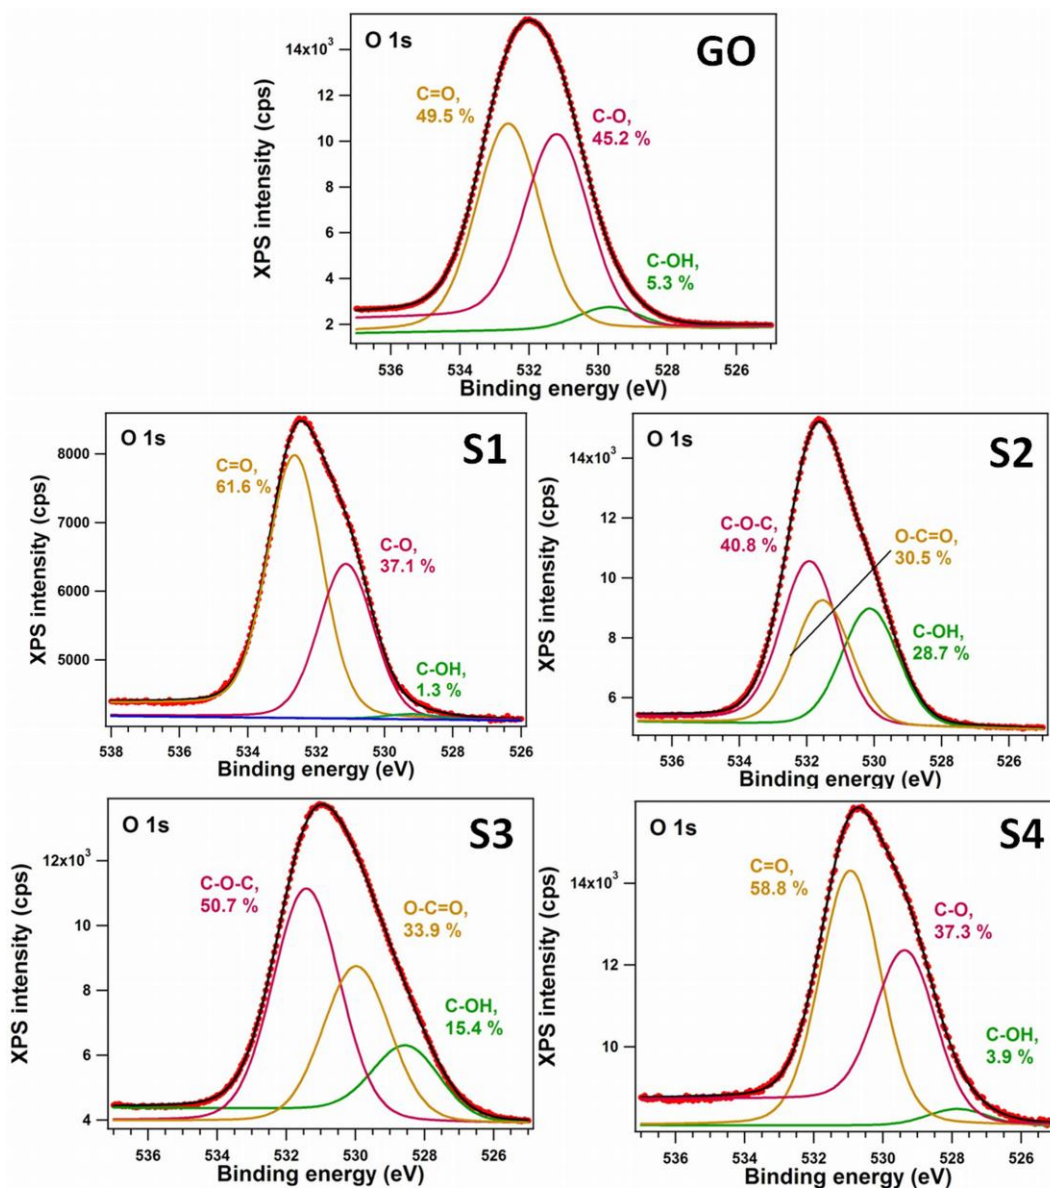 O 1s
GO
14x10³
12
10
8
6
4
2
XPS intensity (cps)
C=O,
49.5 %
C-O,
45.2 %
C-OH,
5.3 %
536 534 532 530 528 526
Binding energy (eV)
O 1s
S1
8000
7000
6000
5000
XPS intensity (cps)
C=O,
61.6 %
C-O,
37.1 %
C-OH,
1.3 %
538 536 534 532 530 528 526
Binding energy (eV)
O 1s
S2
14x10³
12
10
8
6
XPS intensity (cps)
C-O-C,
40.8 %
O-C=O,
30.5 %
C-OH,
28.7 %
536 534 532 530 528 526
Binding energy (eV)
O 1s
S3
12x10³
10
8
6
4
XPS intensity (cps)
C-O-C,
50.7 %
O-C=O,
33.9 %
C-OH,
15.4 %
536 534 532 530 528 526
Binding energy (eV)
O 1s
S4
14x10³
12
10
XPS intensity (cps)
C=O,
58.8 %
C-O,
37.3 %
C-OH,
3.9 %
536 534 532 530 528 526
Binding energy (eV)